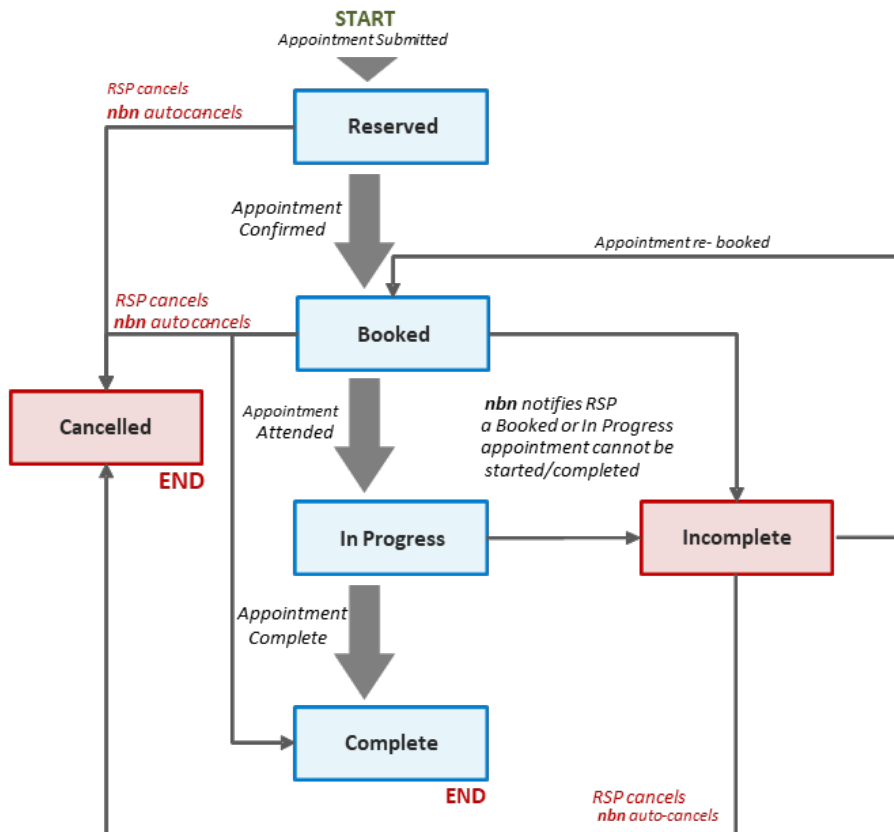 START
Appointment Submitted
RSP cancels
nbn autocancels
Reserved
Appointment
Confirmed
Appointment re- booked
RSP cancels
nbn autocancels
Booked
Appointment
Attended
nbn notifies RSP
a Booked or In Progress
appointment cannot be
started/completed
Cancelled
END
In Progress
Incomplete
Appointment
Complete
Complete
END
RSP cancels
nbn auto-cancels